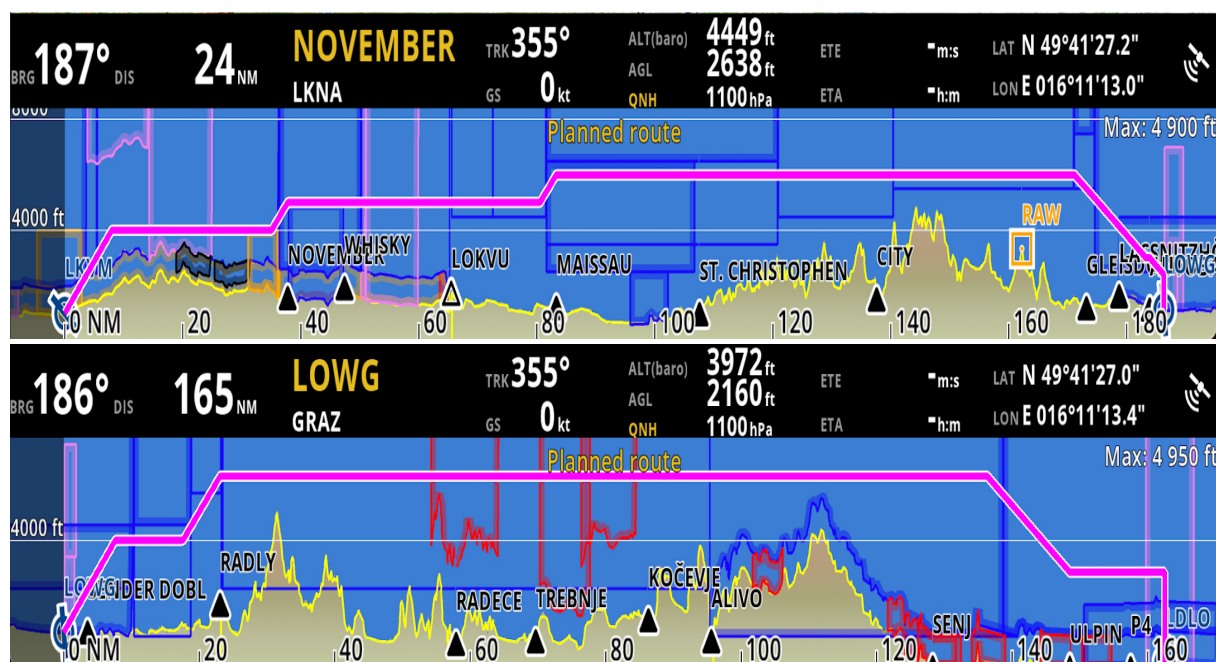 BRG 187° DIS 24 NM NOVEMBER TRK 355° ALT(baro) 4449 ft ETE - m:s LAT N 49°41'27.2"
LKNA GS 0 kt AGL 2638 ft
QNH 1100 hPa ETA - h:m LON E 016°11'13.0"
8000 Planned route Max: 4 900 ft
4000 ft RAW
NOVEMBER WHISKY LOKVU MAISSAU ST. CHRISTOPHEN CITY
0 NM 20 40 60 80 100 120 140 160 180
BRG 186° DIS 165 NM LOWG TRK 355° ALT(baro) 3972 ft ETE - m:s LAT N 49°41'27.0"
GRAZ GS 0 kt AGL 2160 ft
QNH 1100 hPa ETA - h:m LON E 016°11'13.4"
Planned route Max: 4 950 ft
4000 ft
LOWG DOBL RADLY RADECE TREBNJE KOČEVJE ALIVO SENJ ULPIN P4 LDLO
0 NM 20 40 60 80 100 120 140 160